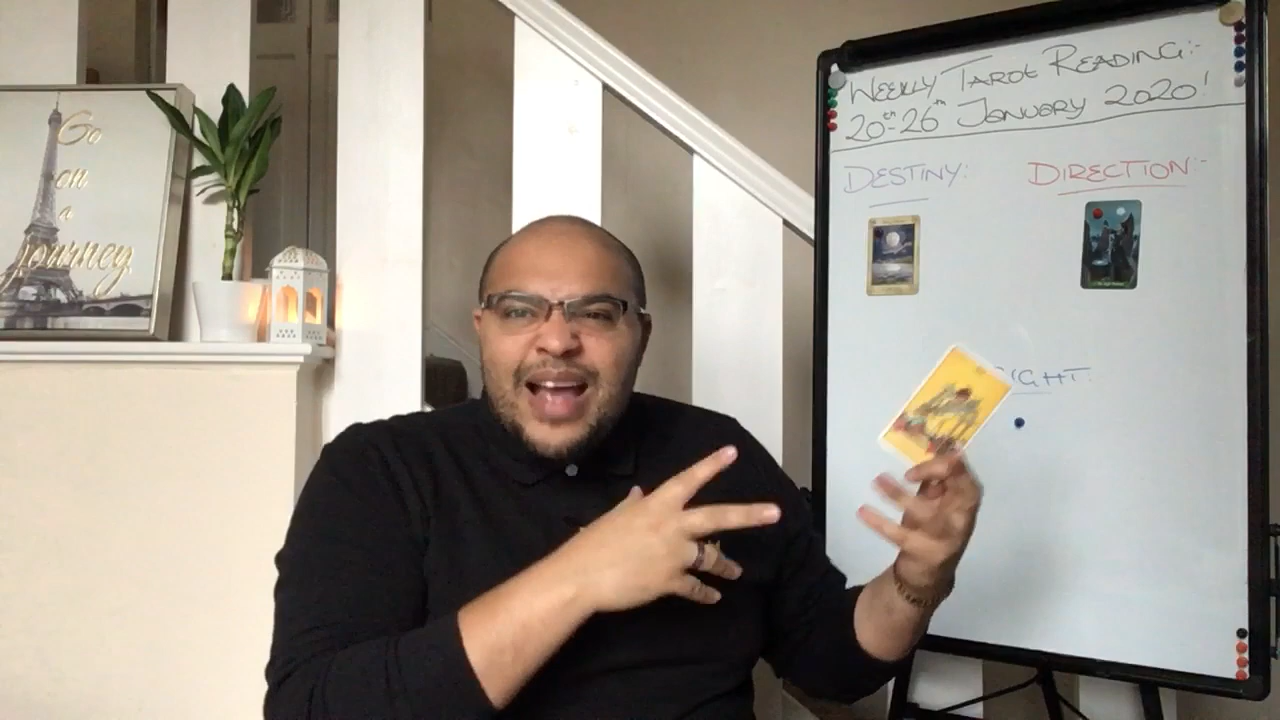 Go
on
a
journey
WEEKLY TAROT READING:-
20th-26th JANUARY 2020!
DESTINY:
DIRECTION:-